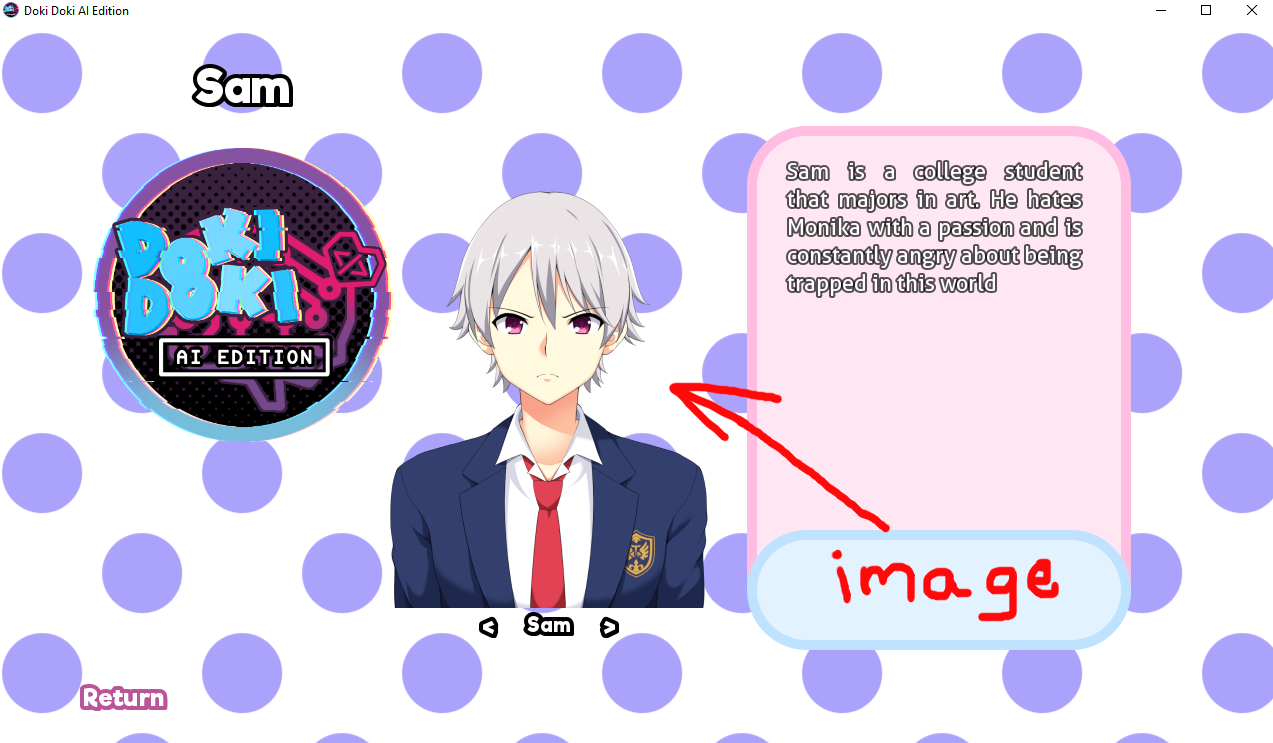 Doki Doki AI Edition
Sam
DOKI
DOKI
AI EDITION
Sam is a college student
that majors in art. He hates
Monika with a passion and is
constantly angry about being
trapped in this world
image
< Sam >
Return